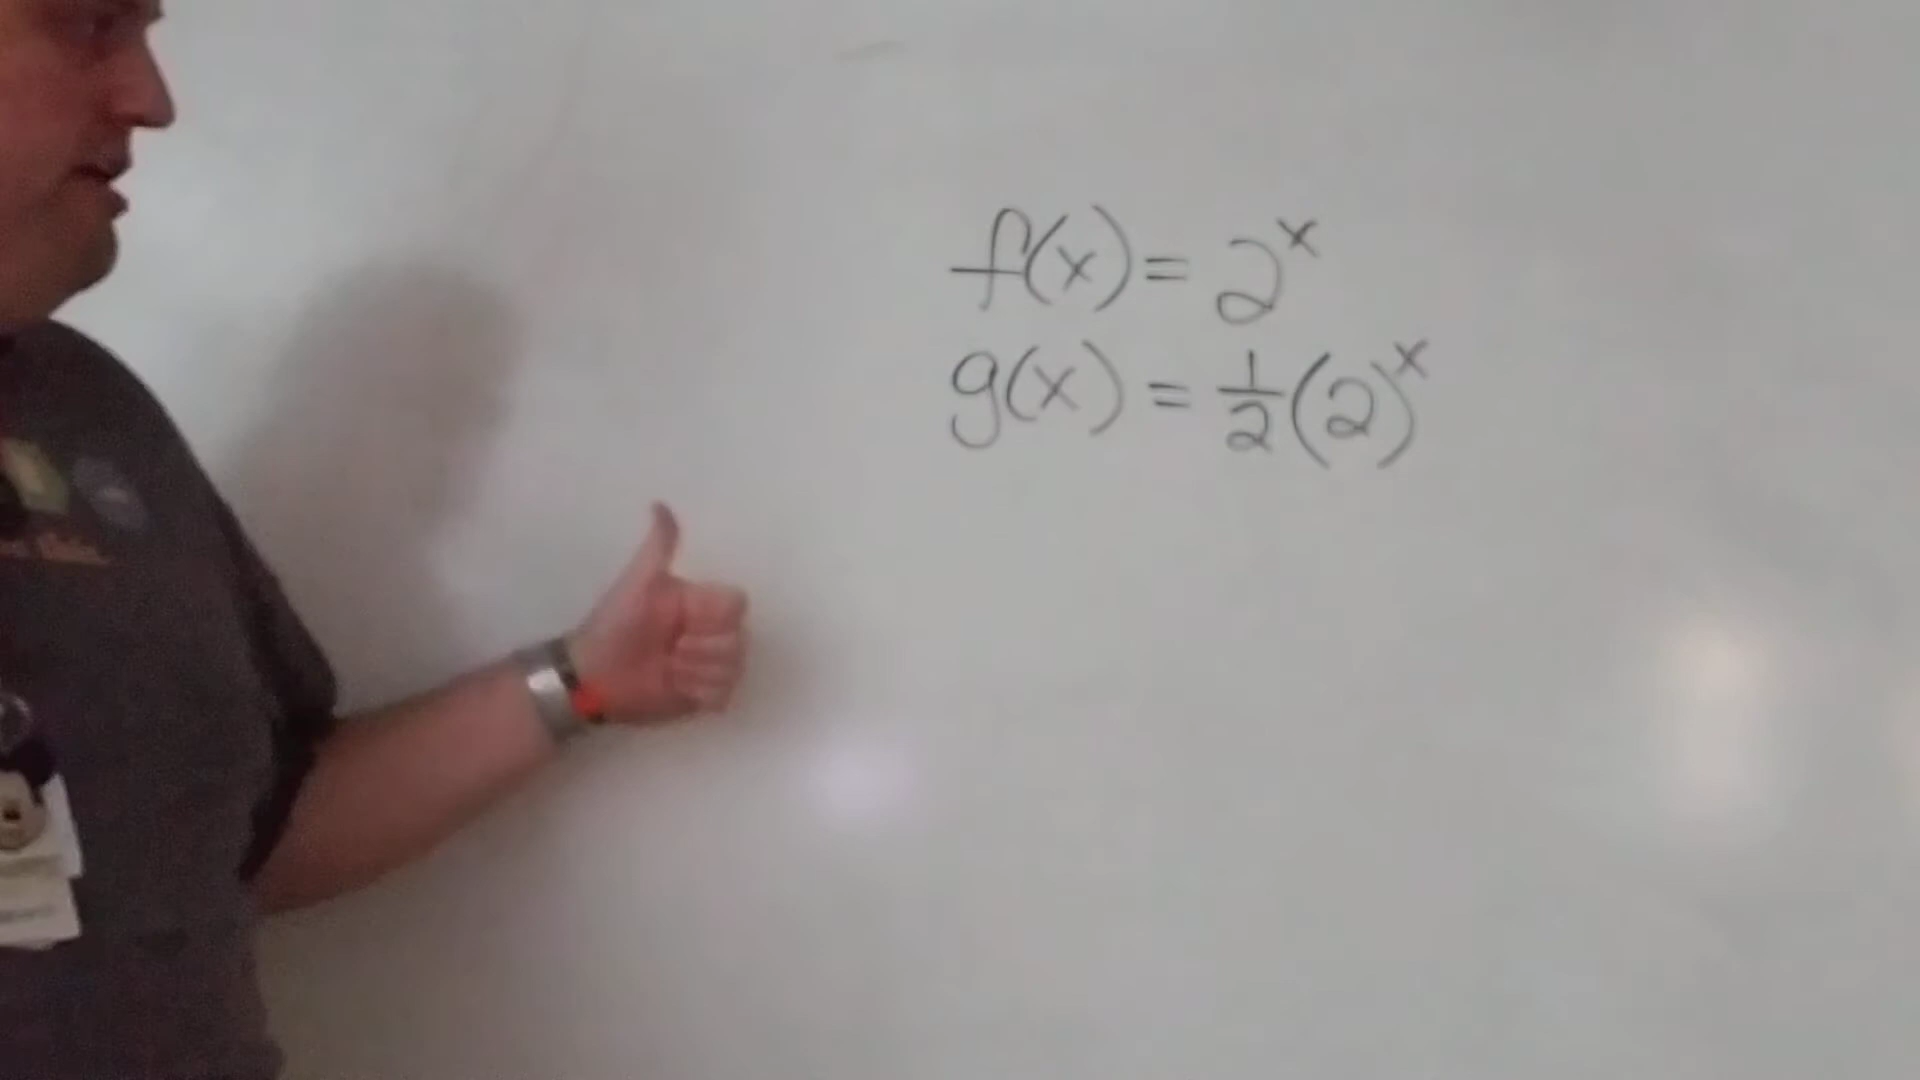 f(x) = 2^x
g(x) = 1/2 (2)^x